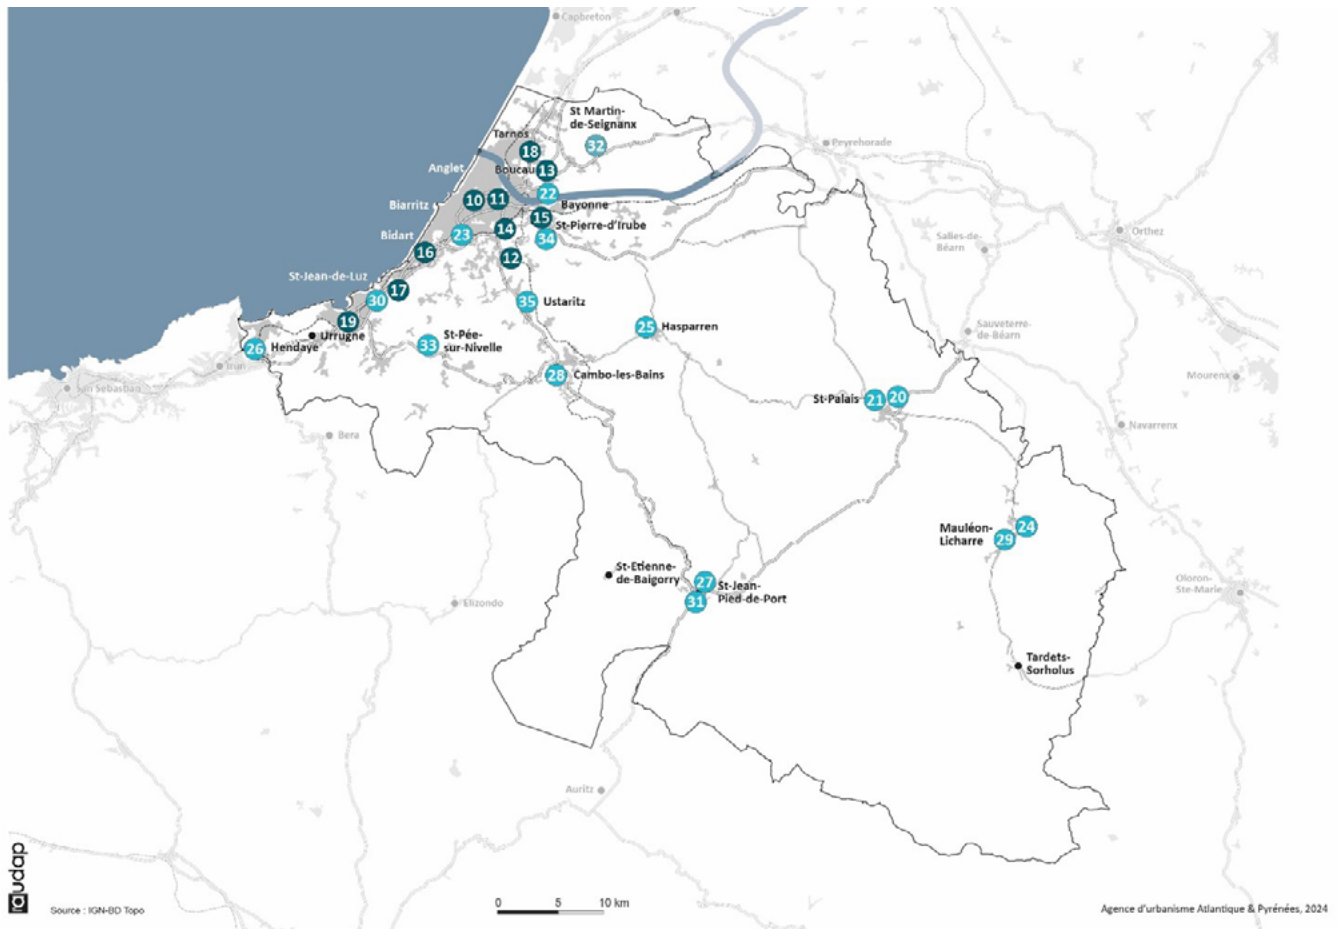 Capbreton
St Martin-
de-Seignanx
Tarnos
18
32
Peyrehorade
Boucau
13
Anglet
22
10
11
Biarritz
Bayonne
15
St-Pierre-d'Irube
14
34
23
Bidart
Orthez
Salies-de-
Béarn
16
12
St-Jean-de-Luz
17
30
35
Ustaritz
19
25
Hasparren
Urrugne
Sauveterre-
de-Béarn
26
Hendaye
33
St-Pée-
sur-Nivelle
Irun
28
Cambo-les-Bains
Mourenx
San Sebastian
St-Palais
21
20
Bera
Navarrenx
24
Mauléon-
Licharre
29
St-Etienne-
de-Baigorry
27
St-Jean-
Pied-de-Port
31
Oloron-
Ste-Marie
Elizondo
Tardets-
Sorholus
Auritz
audap
Source : IGN-BD Topo
0 5 10 km
Agence d'urbanisme Atlantique & Pyrénées, 2024